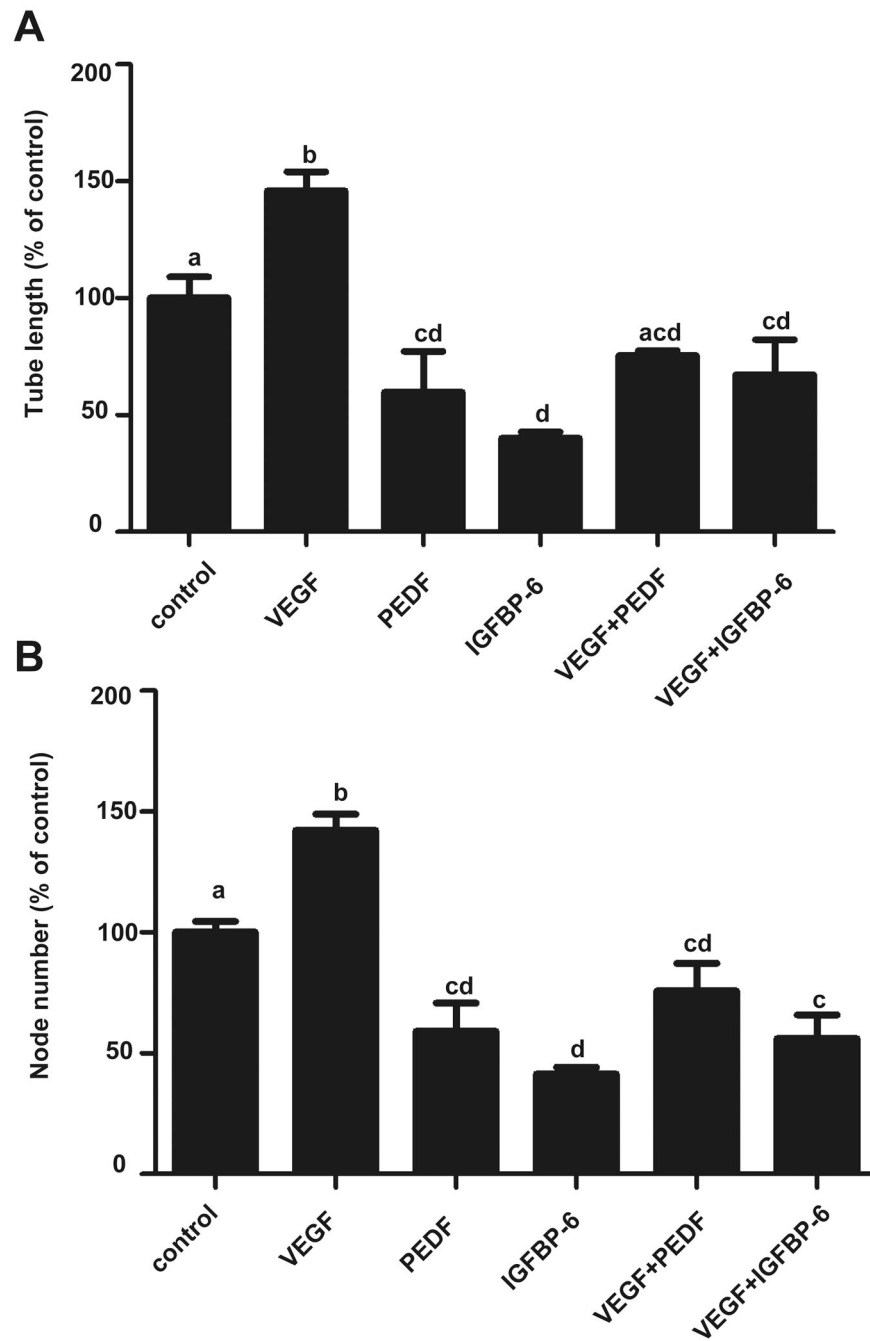 A
Tube length (% of control)
200
150
100
50
0
a
b
cd
d
acd
cd
control
VEGF
PEDF
IGFBP-6
VEGF+PEDF
VEGF+IGFBP-6
B
Node number (% of control)
200
150
100
50
0
a
b
cd
d
cd
c
control
VEGF
PEDF
IGFBP-6
VEGF+PEDF
VEGF+IGFBP-6